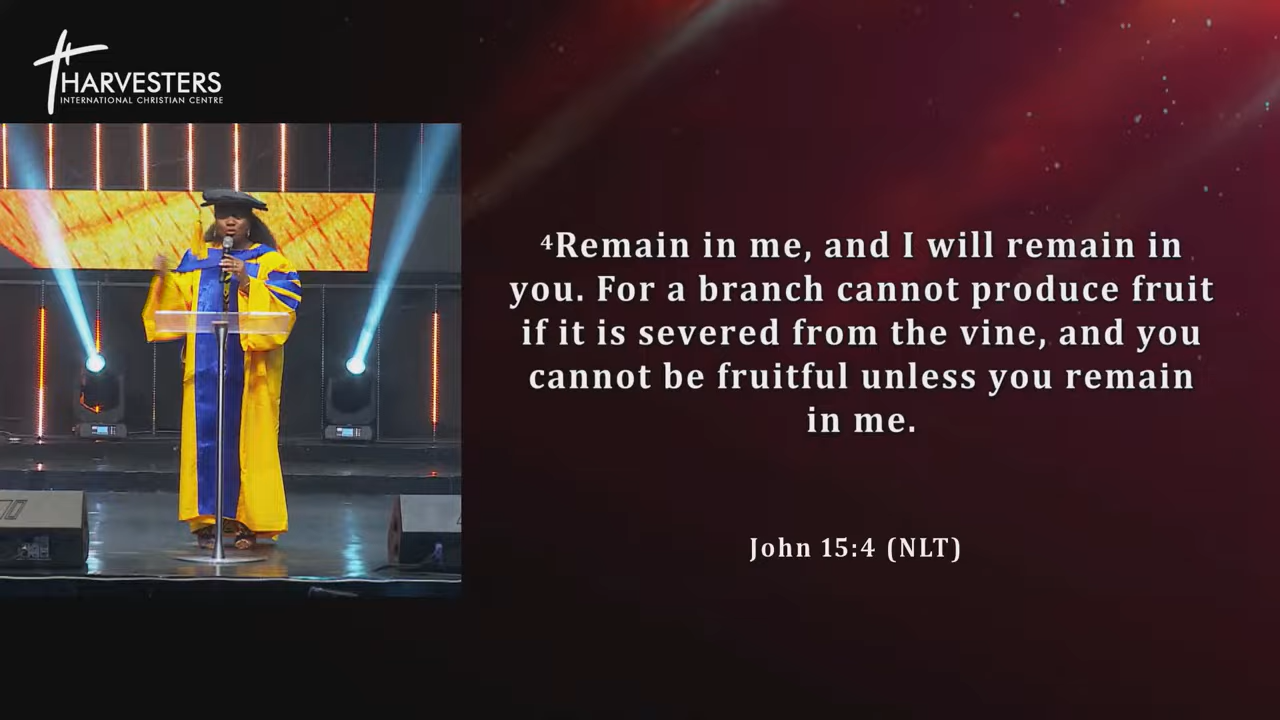 HARVESTERS
INTERNATIONAL CHRISTIAN CENTRE
⁴Remain in me, and I will remain in
you. For a branch cannot produce fruit
if it is severed from the vine, and you
cannot be fruitful unless you remain
in me.
John 15:4 (NLT)